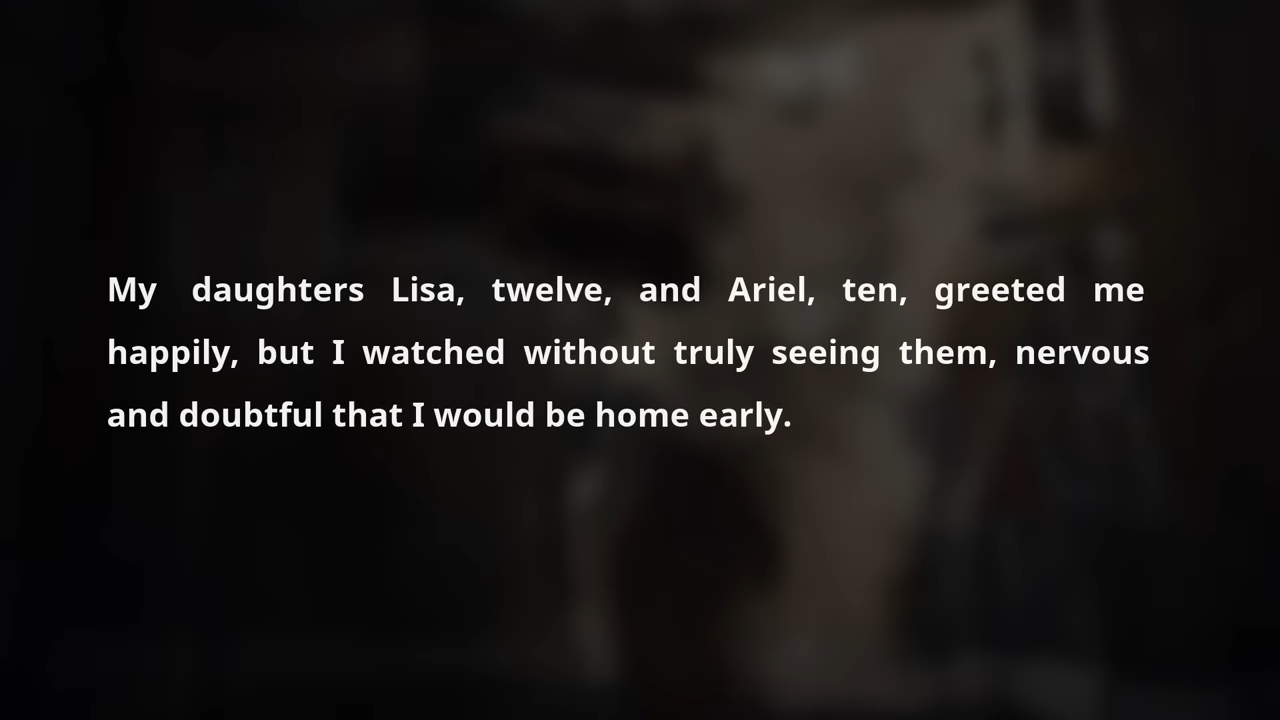 My daughters Lisa, twelve, and Ariel, ten, greeted me
happily, but I watched without truly seeing them, nervous
and doubtful that I would be home early.